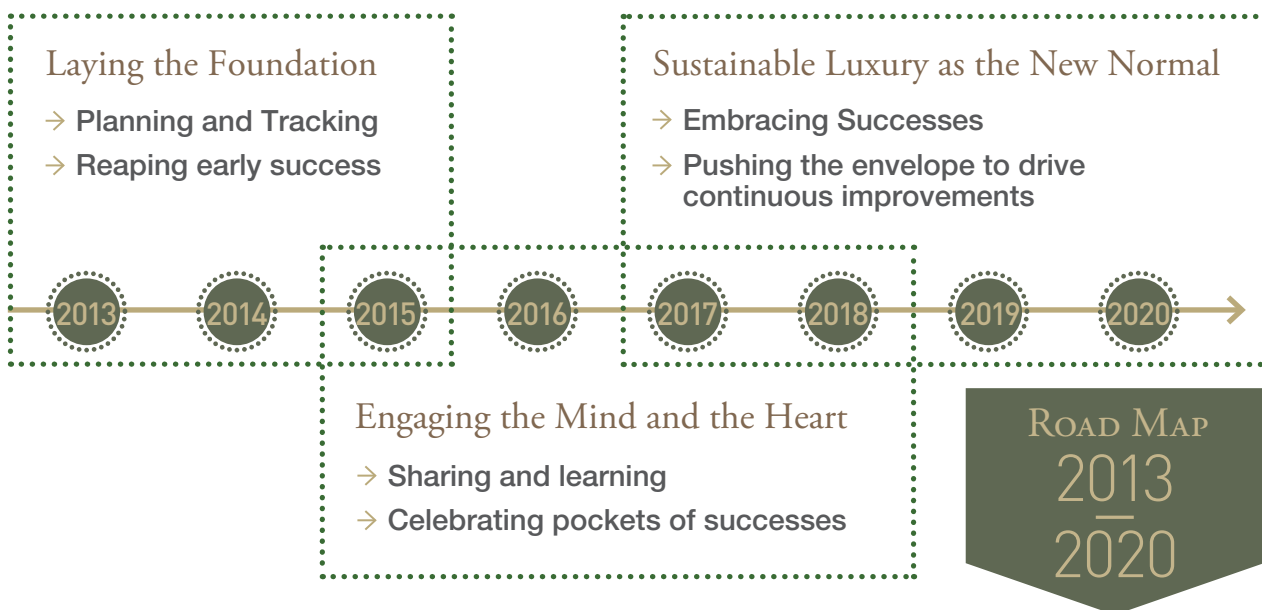 Laying the Foundation
→ Planning and Tracking
→ Reaping early success
Sustainable Luxury as the New Normal
→ Embracing Successes
→ Pushing the envelope to drive
continuous improvements
2013
2014
2015
2016
2017
2018
2019
2020
Engaging the Mind and the Heart
→ Sharing and learning
→ Celebrating pockets of successes
ROAD MAP
2013
—
2020